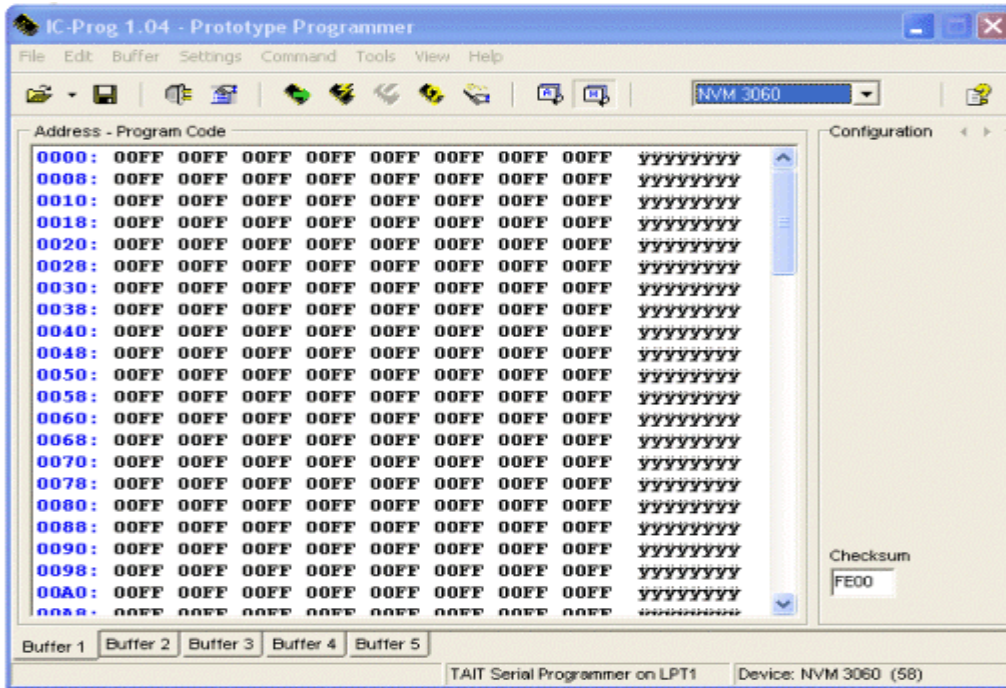 IC-Prog 1.04 - Prototype Programmer
File Edit Buffer Settings Command Tools View Help
NVM 3060
Address - Program Code
Configuration
0000: 00FF 00FF 00FF 00FF 00FF 00FF 00FF 00FF ÿÿÿÿÿÿÿÿ
0008: 00FF 00FF 00FF 00FF 00FF 00FF 00FF 00FF ÿÿÿÿÿÿÿÿ
0010: 00FF 00FF 00FF 00FF 00FF 00FF 00FF 00FF ÿÿÿÿÿÿÿÿ
0018: 00FF 00FF 00FF 00FF 00FF 00FF 00FF 00FF ÿÿÿÿÿÿÿÿ
0020: 00FF 00FF 00FF 00FF 00FF 00FF 00FF 00FF ÿÿÿÿÿÿÿÿ
0028: 00FF 00FF 00FF 00FF 00FF 00FF 00FF 00FF ÿÿÿÿÿÿÿÿ
0030: 00FF 00FF 00FF 00FF 00FF 00FF 00FF 00FF ÿÿÿÿÿÿÿÿ
0038: 00FF 00FF 00FF 00FF 00FF 00FF 00FF 00FF ÿÿÿÿÿÿÿÿ
0040: 00FF 00FF 00FF 00FF 00FF 00FF 00FF 00FF ÿÿÿÿÿÿÿÿ
0048: 00FF 00FF 00FF 00FF 00FF 00FF 00FF 00FF ÿÿÿÿÿÿÿÿ
0050: 00FF 00FF 00FF 00FF 00FF 00FF 00FF 00FF ÿÿÿÿÿÿÿÿ
0058: 00FF 00FF 00FF 00FF 00FF 00FF 00FF 00FF ÿÿÿÿÿÿÿÿ
0060: 00FF 00FF 00FF 00FF 00FF 00FF 00FF 00FF ÿÿÿÿÿÿÿÿ
0068: 00FF 00FF 00FF 00FF 00FF 00FF 00FF 00FF ÿÿÿÿÿÿÿÿ
0070: 00FF 00FF 00FF 00FF 00FF 00FF 00FF 00FF ÿÿÿÿÿÿÿÿ
0078: 00FF 00FF 00FF 00FF 00FF 00FF 00FF 00FF ÿÿÿÿÿÿÿÿ
0080: 00FF 00FF 00FF 00FF 00FF 00FF 00FF 00FF ÿÿÿÿÿÿÿÿ
0088: 00FF 00FF 00FF 00FF 00FF 00FF 00FF 00FF ÿÿÿÿÿÿÿÿ
0090: 00FF 00FF 00FF 00FF 00FF 00FF 00FF 00FF ÿÿÿÿÿÿÿÿ
0098: 00FF 00FF 00FF 00FF 00FF 00FF 00FF 00FF ÿÿÿÿÿÿÿÿ
00A0: 00FF 00FF 00FF 00FF 00FF 00FF 00FF 00FF ÿÿÿÿÿÿÿÿ
00A8: 00FF 00FF 00FF 00FF 00FF 00FF 00FF 00FF ÿÿÿÿÿÿÿÿ
Checksum
FE00
Buffer 1 Buffer 2 Buffer 3 Buffer 4 Buffer 5
TAIT Serial Programmer on LPT1 Device: NVM 3060 (58)